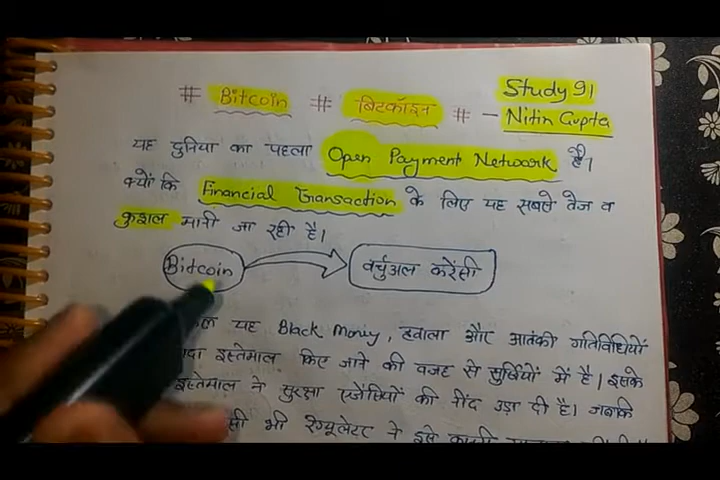 # Bitcoin # बिटकॉइन # - Study 91
Nitin Gupta
यह दुनिया का पहला Open Payment Network है।
क्यों कि Financial Transaction के लिए यह सबसे तेज व
कुशल मानी जा रही है।
Bitcoin वर्चुअल करेंसी
यह Black Money, हवाला और आतंकी गतिविधियों
इस्तेमाल किए जाने की वजह से सुर्खियों में है। इसके
इस्तेमाल ने सुरक्षा एजेंसियों की नींद उड़ा दी है। जबकि
भी रेग्यूलेटर ने इसे